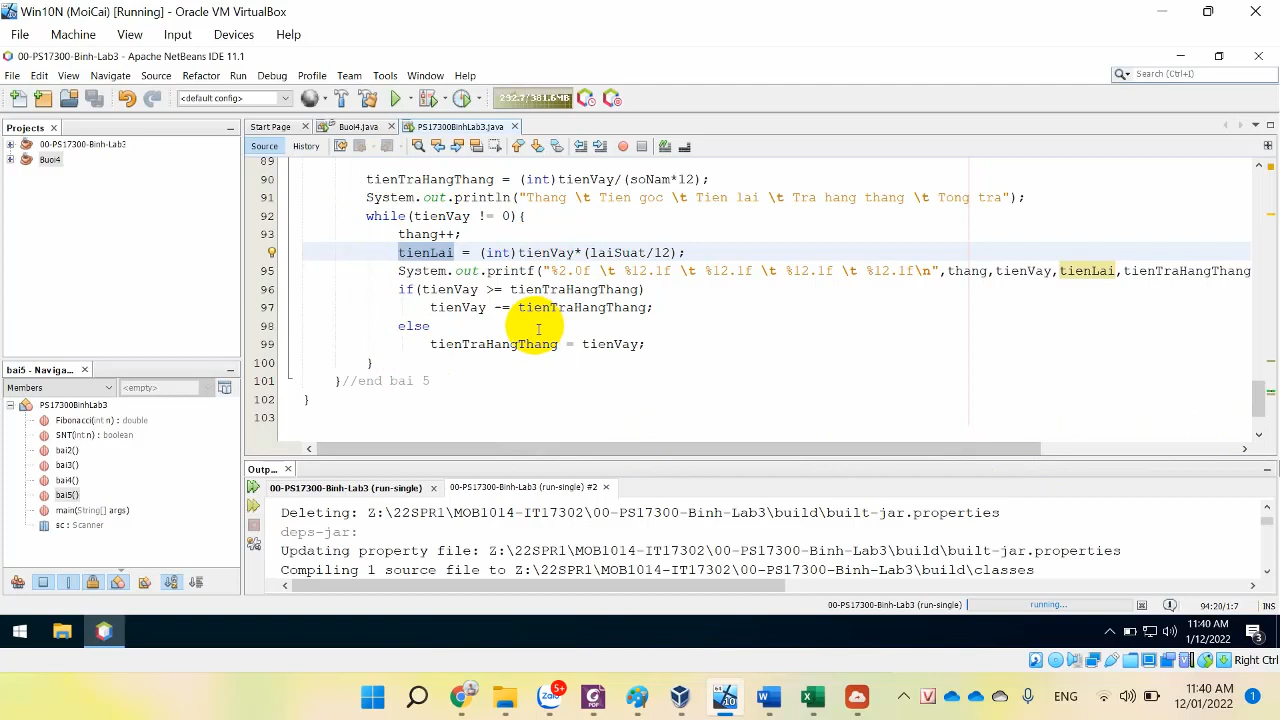 Win10N (MoiCai) [Running] - Oracle VM VirtualBox
File Machine View Input Devices Help
00-PS17300-Binh-Lab3 - Apache NetBeans IDE 11.1
File Edit View Navigate Source Refactor Run Debug Profile Team Tools Window Help
Search (Ctrl+I)
<default config>
292.7/381.6MB
Projects
00-PS17300-Binh-Lab3
Buoi4
Start Page
Buoi4.java
PS17300BinhLab3.java
Source History
89
90 tienTraHangThang = (int)tienVay/(soNam*12);
91 System.out.println("Thang \t Tien goc \t Tien lai \t Tra hang thang \t Tong tra");
92 while(tienVay != 0){
93 thang++;
94 tienLai = (int)tienVay*(laiSuat/12);
95 System.out.printf("%2.0f \t %12.1f \t %12.1f \t %12.1f \t %12.1f\n",thang,tienVay,tienLai,tienTraHangThang
96 if(tienVay >= tienTraHangThang)
97 tienVay -= tienTraHangThang;
98 else
99 tienTraHangThang = tienVay;
100 }
101 }//end bai 5
102 }
103
bai5 - Naviga...
Members
<empty>
PS17300BinhLab3
Fibonacci(int n) : double
SNT(int n) : boolean
bai2()
bai3()
bai4()
bai5()
main(String[] args)
sc : Scanner
Outp...
00-PS17300-Binh-Lab3 (run-single)
00-PS17300-Binh-Lab3 (run-single) #2
Deleting: Z:\22SPR1\MOB1014-IT17302\00-PS17300-Binh-Lab3\build\built-jar.properties
deps-jar:
Updating property file: Z:\22SPR1\MOB1014-IT17302\00-PS17300-Binh-Lab3\build\built-jar.properties
Compiling 1 source file to Z:\22SPR1\MOB1014-IT17302\00-PS17300-Binh-Lab3\build\classes
00-PS17300-Binh-Lab3 (run-single) running... 94:20/1:7 INS
11:40 AM
1/12/2022
3
Right Ctrl
5+
ENG
11:40 AM
12/01/2022
1